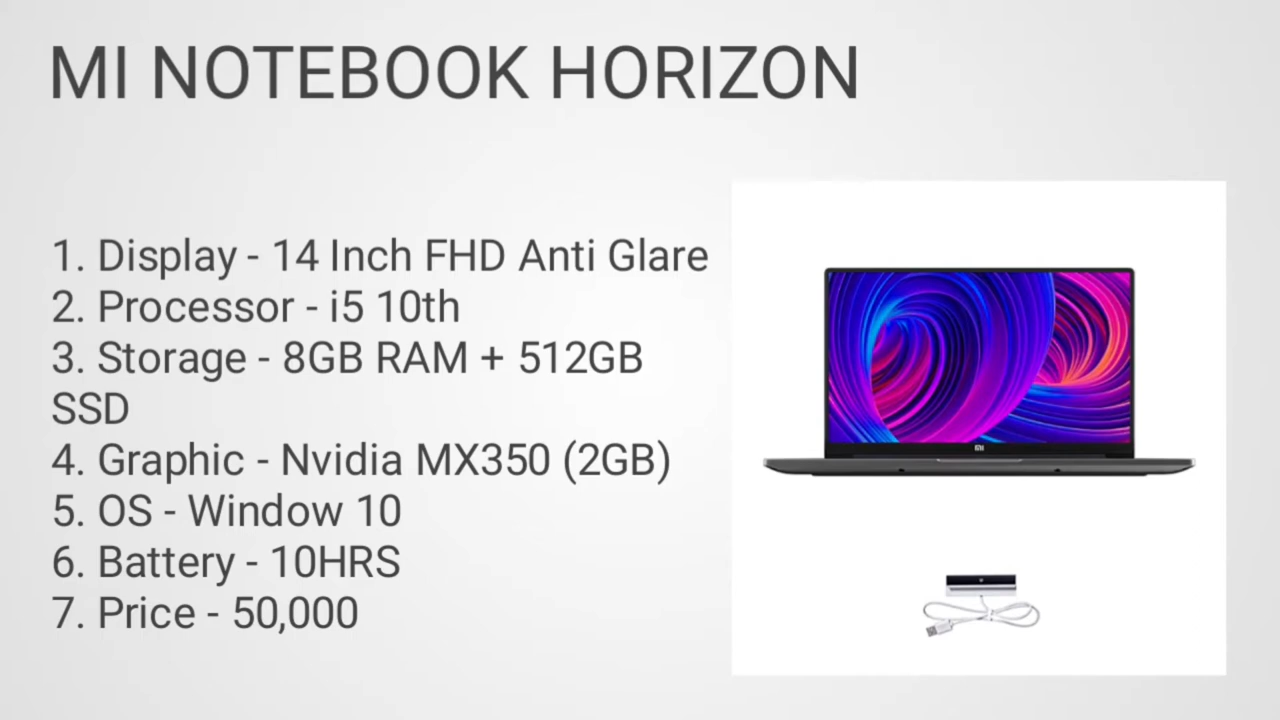 MI NOTEBOOK HORIZON
1. Display - 14 Inch FHD Anti Glare
2. Processor - i5 10th
3. Storage - 8GB RAM + 512GB
SSD
4. Graphic - Nvidia MX350 (2GB)
5. OS - Window 10
6. Battery - 10HRS
7. Price - 50,000
mi